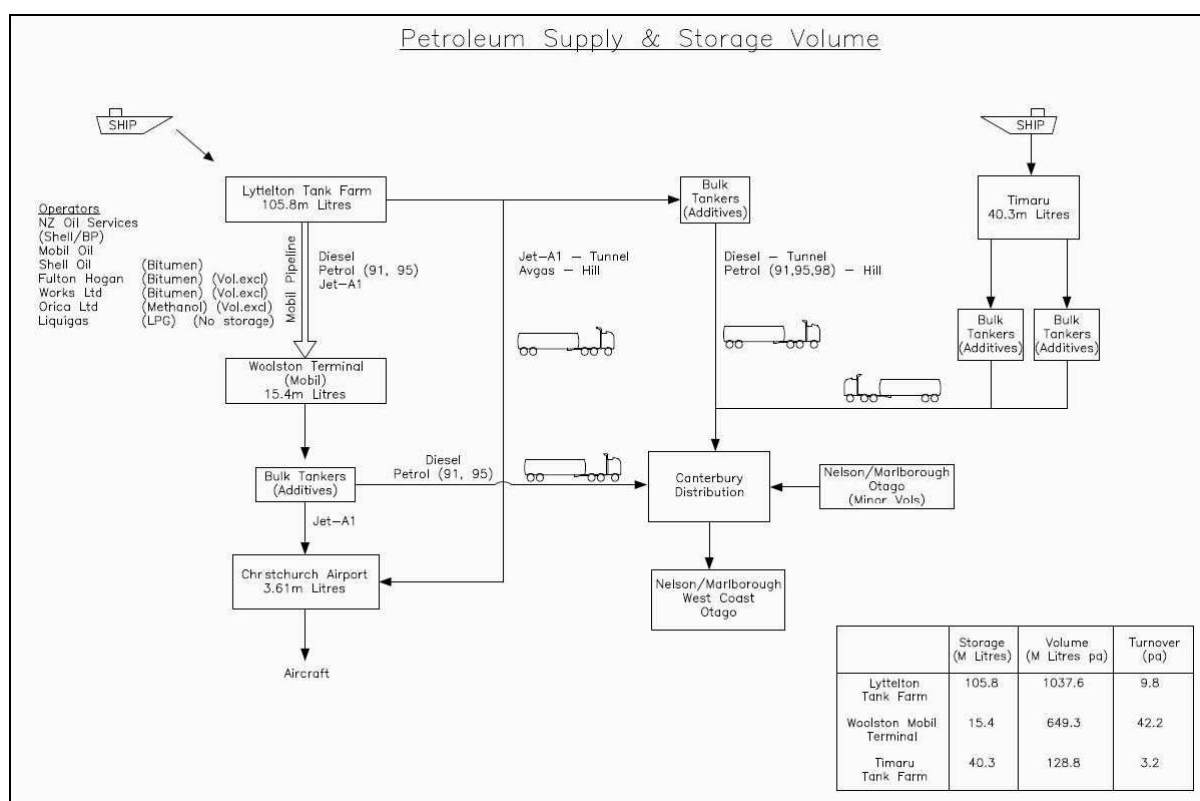 Petroleum Supply & Storage Volume
SHIP
SHIP
Lyttelton Tank Farm
105.8m Litres
Bulk
Tankers
(Additives)
Timaru
40.3m Litres
Operators
NZ Oil Services
(Shell/BP)
Mobil Oil
Shell Oil (Bitumen)
Fulton Hogan (Bitumen) (Vol.excl)
Works Ltd (Bitumen) (Vol.excl)
Orica Ltd (Methanol) (Vol.excl)
Liquigas (LPG) (No storage)
Mobil Pipeline
Diesel
Petrol (91, 95)
Jet-A1
Jet-A1 - Tunnel
Avgas - Hill
Diesel - Tunnel
Petrol (91,95,98) - Hill
Bulk
Tankers
(Additives)
Bulk
Tankers
(Additives)
Woolston Terminal
(Mobil)
15.4m Litres
Bulk Tankers
(Additives)
Diesel
Petrol (91, 95)
Canterbury
Distribution
Nelson/Marlborough
Otago
(Minor Vols)
Jet-A1
Christchurch Airport
3.61m Litres
Nelson/Marlborough
West Coast
Otago
Aircraft
Storage (M Litres) Volume (M Litres pa) Turnover (pa)
Lyttelton Tank Farm 105.8 1037.6 9.8
Woolston Mobil Terminal 15.4 649.3 42.2
Timaru Tank Farm 40.3 128.8 3.2